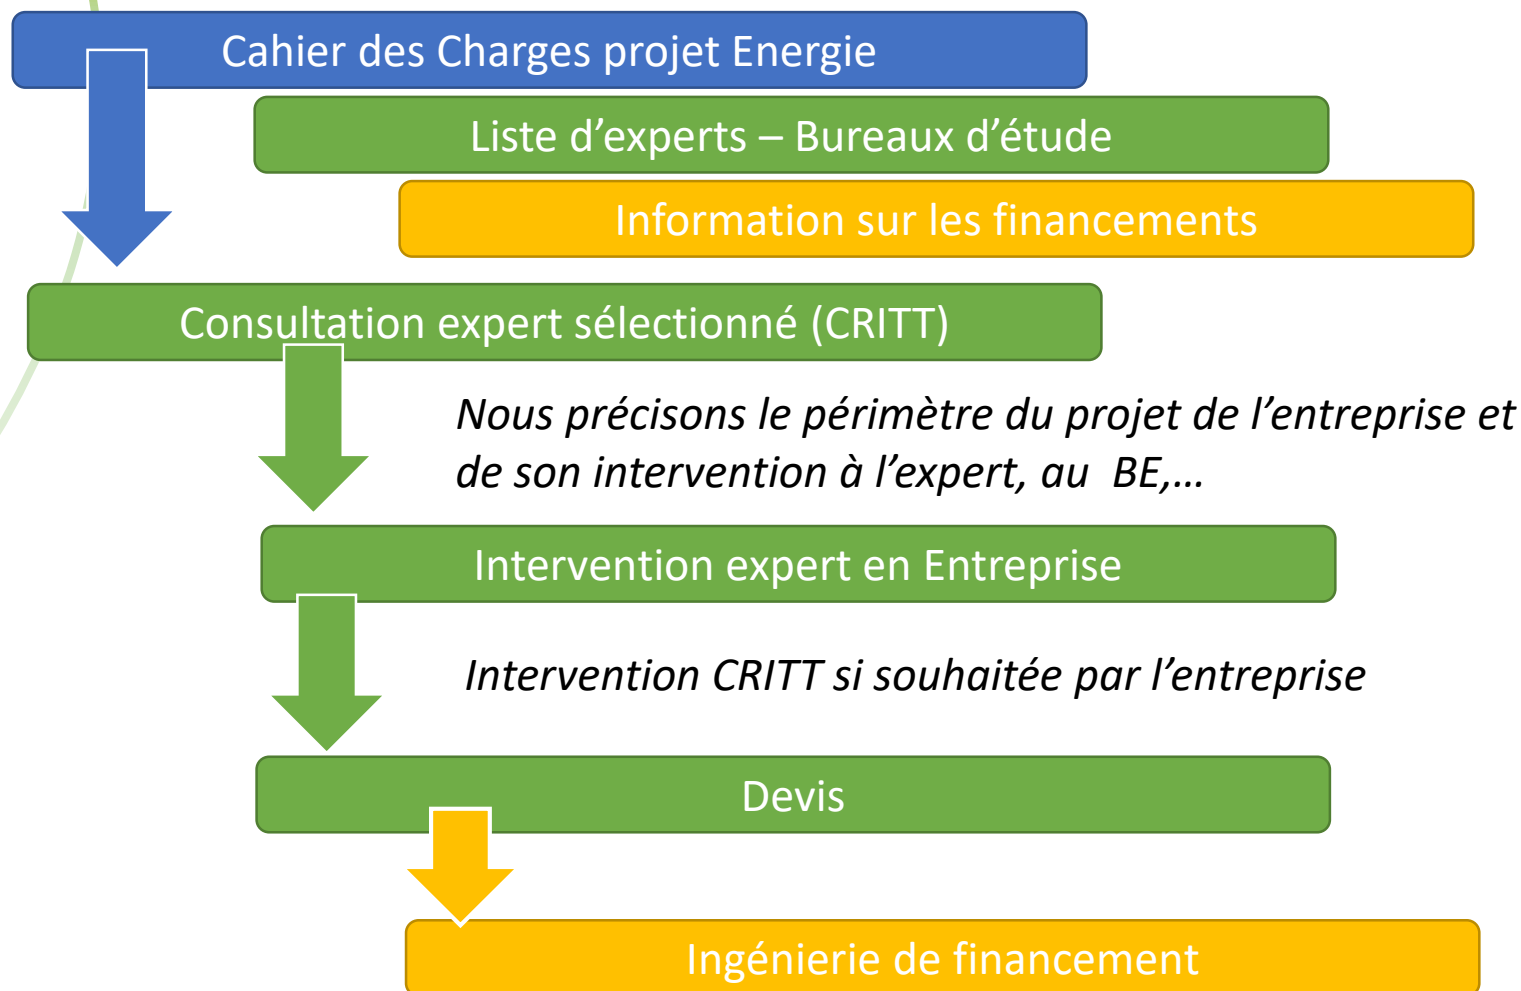 Cahier des Charges projet Energie
Liste d’experts – Bureaux d’étude
Information sur les financements
Consultation expert sélectionné (CRITT)
Nous précisons le périmètre du projet de l’entreprise et
de son intervention à l’expert, au  BE,…
Intervention expert en Entreprise
Intervention CRITT si souhaitée par l’entreprise
Devis
Ingénierie de financement